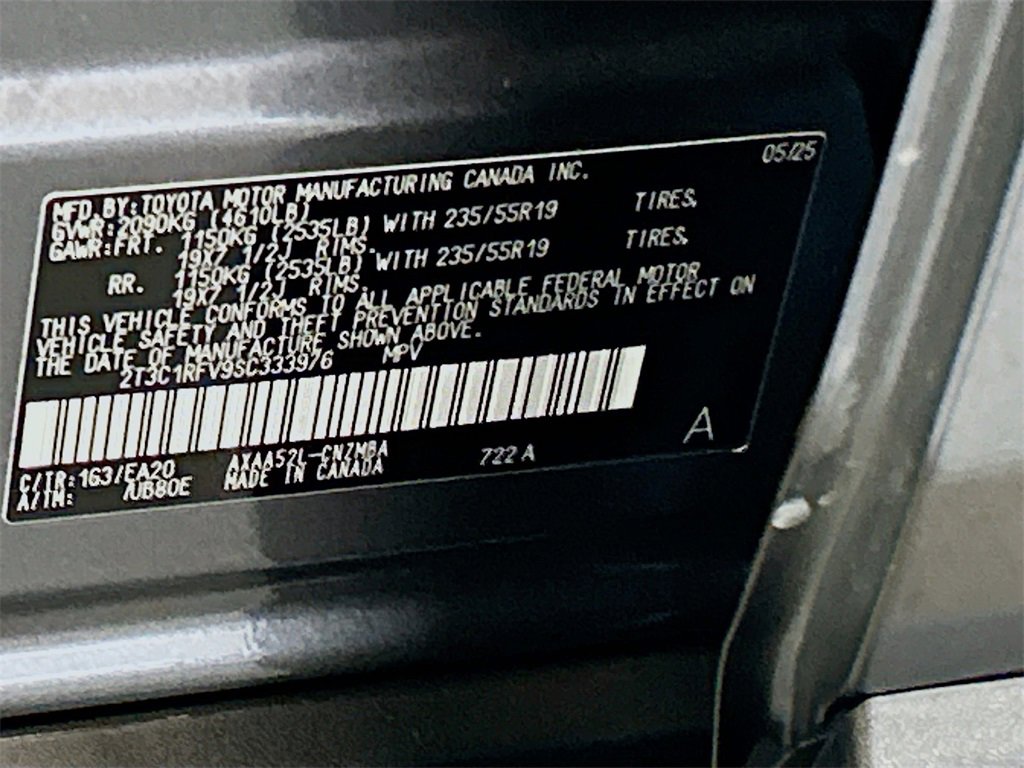 05/25
MFD. BY: TOYOTA MOTOR MANUFACTURING CANADA INC.
GVWR: 2090KG (4610LB)
GAWR: FRT. 1150KG (2535LB) WITH 235/55R19 TIRES,
19X7 1/2J RIMS.
RR. 1150KG (2535LB) WITH 235/55R19 TIRES,
19X7 1/2J RIMS.
THIS VEHICLE CONFORMS TO ALL APPLICABLE FEDERAL MOTOR
VEHICLE SAFETY AND THEFT PREVENTION STANDARDS IN EFFECT ON
THE DATE OF MANUFACTURE SHOWN ABOVE.
2T3C1RFV9SC333976 MPV
A
C/TR: 1G3/EA20 AXAA52L-CNZMBA 722 A
A/TM: /UB80E MADE IN CANADA